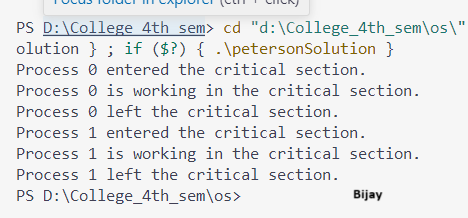 Focus folder in explorer (ctrl + click)
PS D:\College_4th_sem> cd "d:\College_4th_sem\os\"
olution } ; if ($?) { .\petersonSolution }
Process 0 entered the critical section.
Process 0 is working in the critical section.
Process 0 left the critical section.
Process 1 entered the critical section.
Process 1 is working in the critical section.
Process 1 left the critical section.
PS D:\College_4th_sem\os>
Bijay